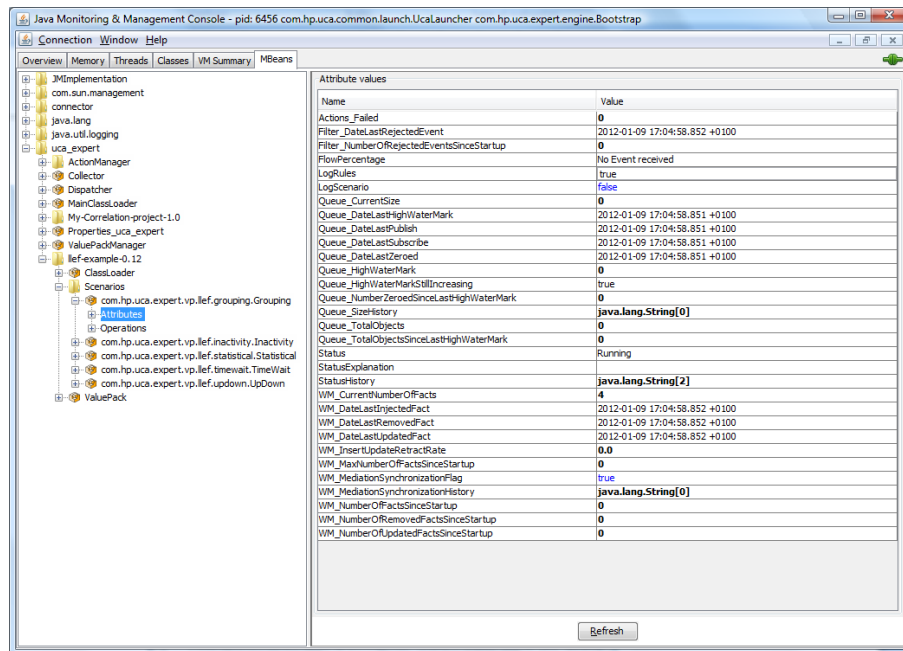 Java Monitoring & Management Console - pid: 6456 com.hp.uca.common.launch.UcaLauncher com.hp.uca.expert.engine.Bootstrap
Connection Window Help
Overview Memory Threads Classes VM Summary MBeans
JMImplementation
com.sun.management
connector
java.lang
java.util.logging
uca_expert
ActionManager
Collector
Dispatcher
MainClassLoader
My-Correlation-project-1.0
Properties_uca_expert
ValuePackManager
llef-example-0.12
ClassLoader
Scenarios
com.hp.uca.expert.vp.llef.grouping.Grouping
Attributes
Operations
com.hp.uca.expert.vp.llef.inactivity.Inactivity
com.hp.uca.expert.vp.llef.statistical.Statistical
com.hp.uca.expert.vp.llef.timewait.TimeWait
com.hp.uca.expert.vp.llef.updown.UpDown
ValuePack
Attribute values
Name Value
Actions_Failed 0
Filter_DateLastRejectedEvent 2012-01-09 17:04:58.852 +0100
Filter_NumberOfRejectedEventsSinceStartup 0
FlowPercentage No Event received
LogRules true
LogScenario false
Queue_CurrentSize 0
Queue_DateLastHighWaterMark 2012-01-09 17:04:58.851 +0100
Queue_DateLastPublish 2012-01-09 17:04:58.851 +0100
Queue_DateLastSubscribe 2012-01-09 17:04:58.852 +0100
Queue_DateLastZeroed 2012-01-09 17:04:58.851 +0100
Queue_HighWaterMark 0
Queue_HighWaterMarkStillIncreasing true
Queue_NumberZeroedSinceLastHighWaterMark 0
Queue_SizeHistory java.lang.String[0]
Queue_TotalObjects 0
Queue_TotalObjectsSinceLastHighWaterMark 0
Status Running
StatusExplanation
StatusHistory java.lang.String[2]
WM_CurrentNumberOfFacts 4
WM_DateLastInjectedFact 2012-01-09 17:04:58.852 +0100
WM_DateLastRemovedFact 2012-01-09 17:04:58.852 +0100
WM_DateLastUpdatedFact 2012-01-09 17:04:58.852 +0100
WM_InsertUpdateRetractRate 0.0
WM_MaxNumberOfFactsSinceStartup 0
WM_MediationSynchronizationFlag true
WM_MediationSynchronizationHistory java.lang.String[0]
WM_NumberOfFactsSinceStartup 0
WM_NumberOfRemovedFactsSinceStartup 0
WM_NumberOfUpdatedFactsSinceStartup 0
Refresh